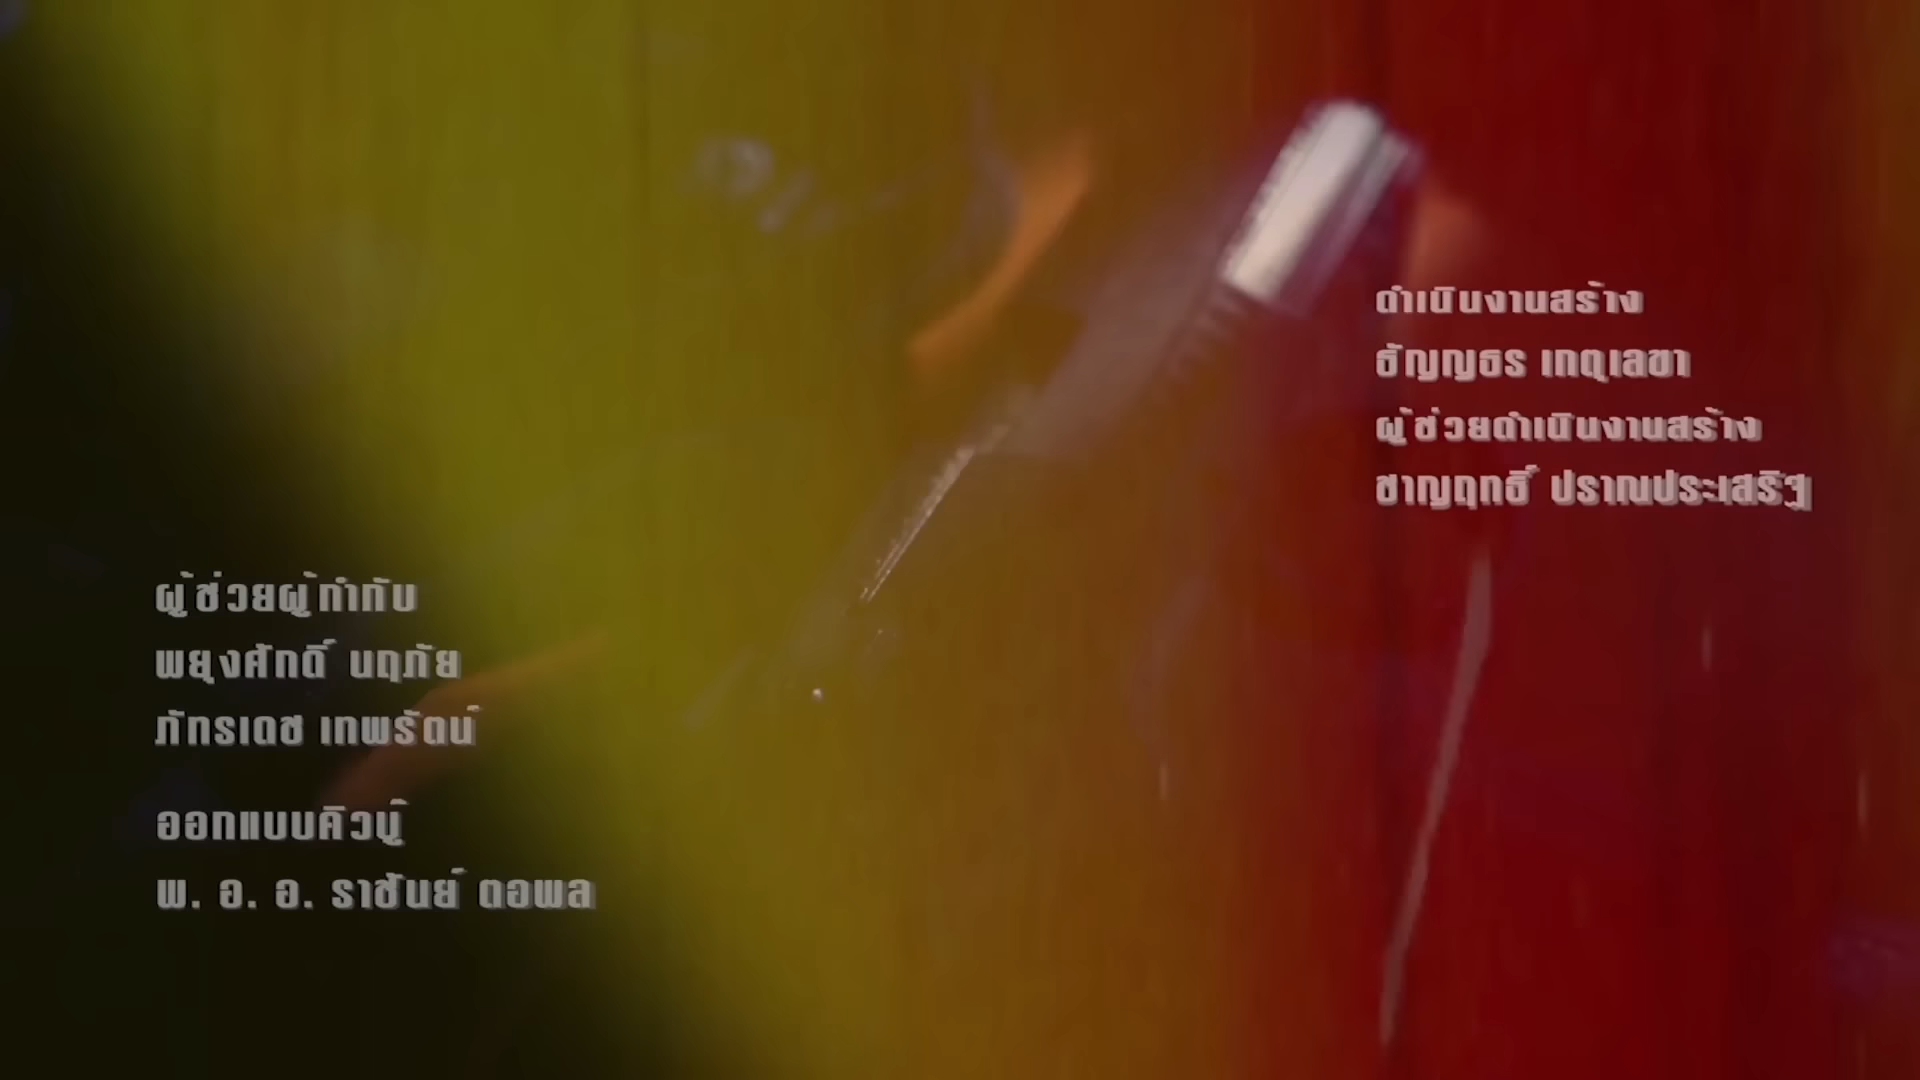 ดำเนินงานสร้าง
ธัญญธร เกตุเลขา
ผู้ช่วยดำเนินงานสร้าง
ชาญฤทธิ์ ปราณประเสริฐ
ผู้ช่วยผู้กำกับ
พยุงศักดิ์ นฤภัย
ภัทรเดช เทพรัตน์
ออกแบบคิวบู๊
พ. อ. อ. ราชันย์ ตอพล